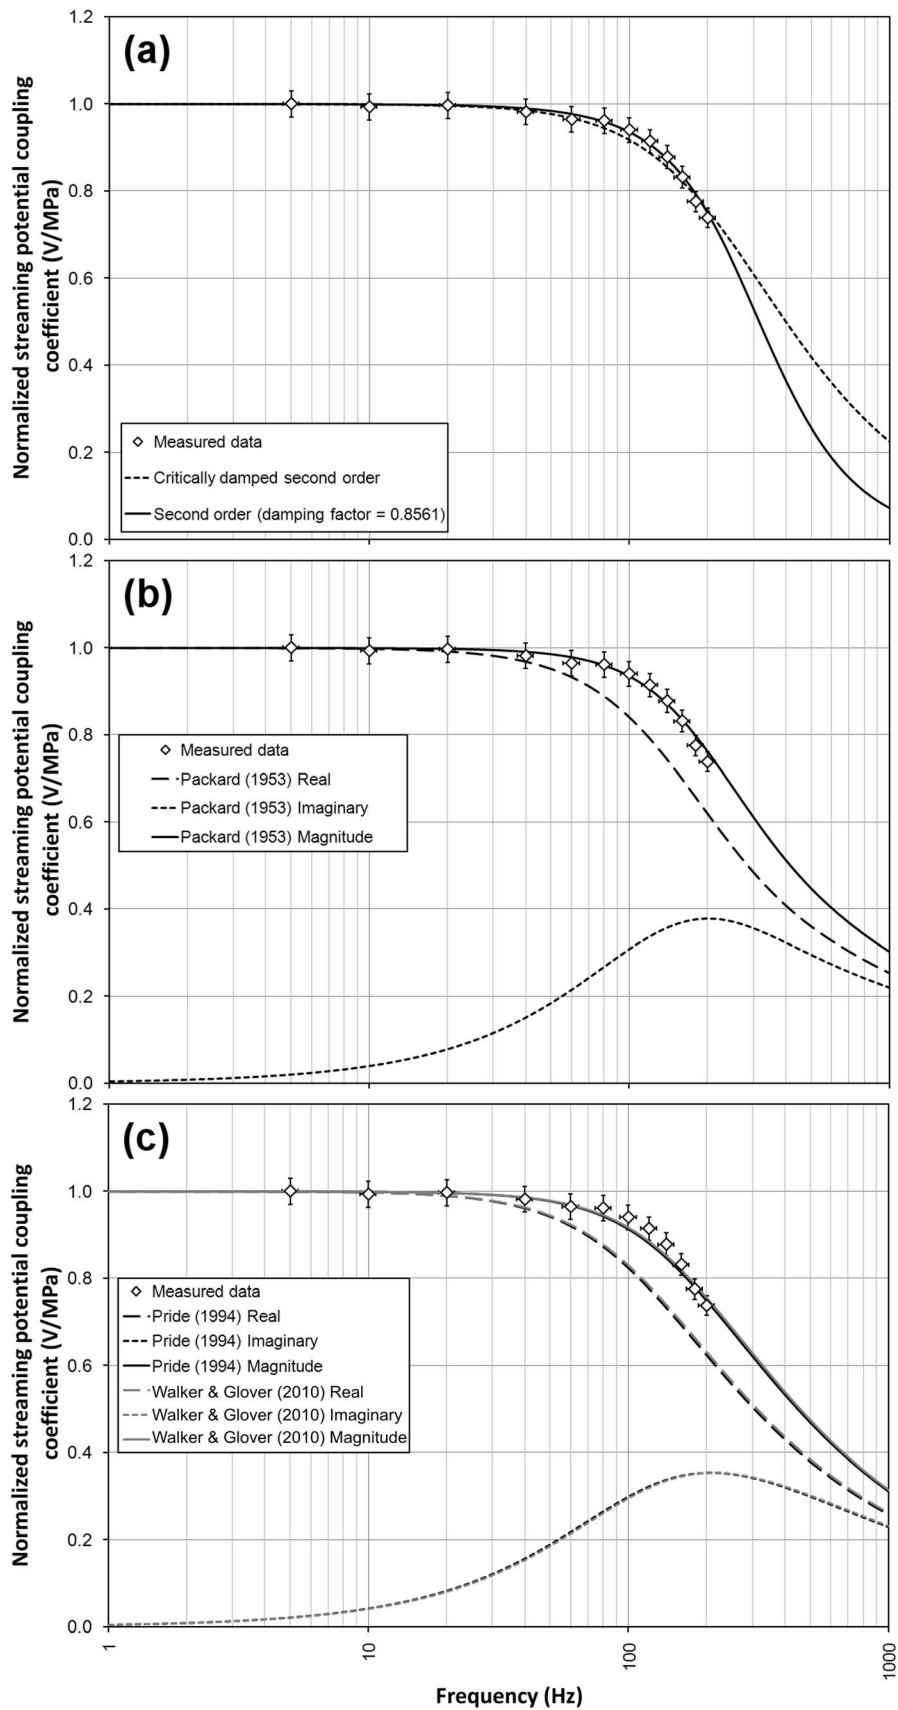 (a)
Normalized streaming potential coupling
coefficient (V/MPa)
1.2
1.0
0.8
0.6
0.4
0.2
0.0
Measured data
Critically damped second order
Second order (damping factor = 0.8561)
(b)
Normalized streaming potential coupling
coefficient (V/MPa)
1.2
1.0
0.8
0.6
0.4
0.2
0.0
Measured data
Packard (1953) Real
Packard (1953) Imaginary
Packard (1953) Magnitude
(c)
Normalized streaming potential coupling
coefficient (V/MPa)
1.2
1.0
0.8
0.6
0.4
0.2
0.0
Measured data
Pride (1994) Real
Pride (1994) Imaginary
Pride (1994) Magnitude
Walker & Glover (2010) Real
Walker & Glover (2010) Imaginary
Walker & Glover (2010) Magnitude
1
10
100
1000
Frequency (Hz)